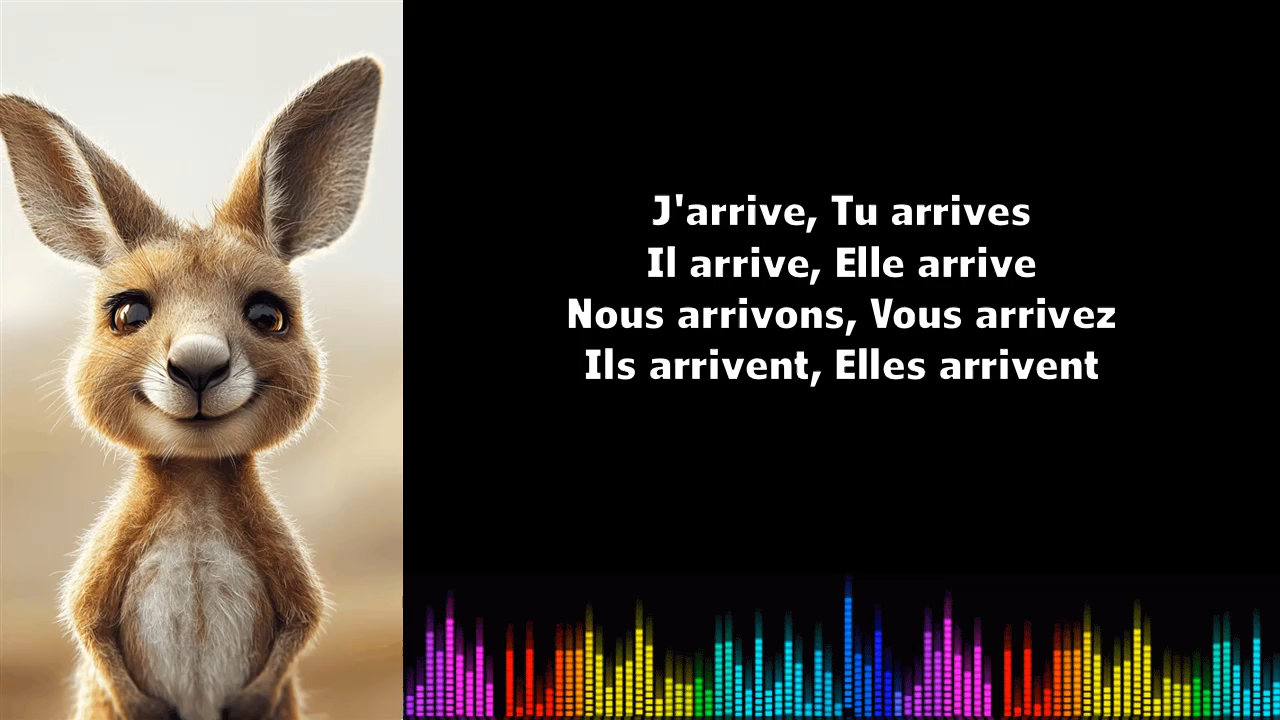 J'arrive, Tu arrives
Il arrive, Elle arrive
Nous arrivons, Vous arrivez
Ils arrivent, Elles arrivent